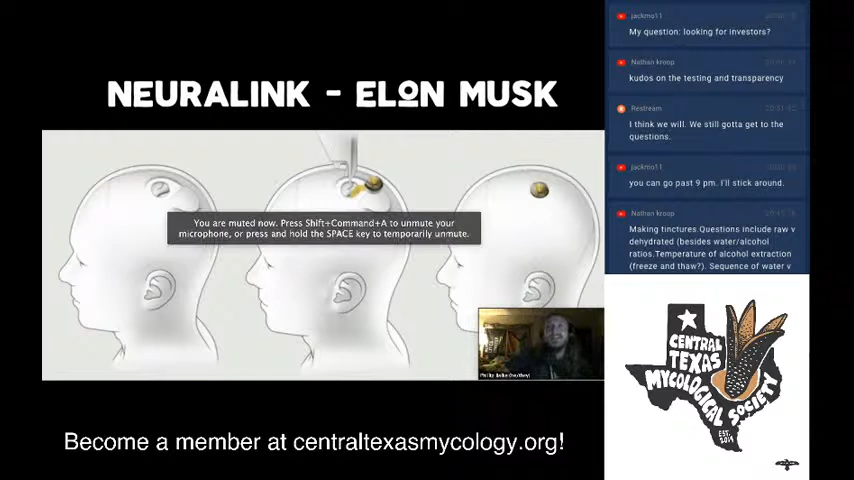 NEURALINK - ELON MUSK
You are muted now. Press Shift+Command+A to unmute your
microphone, or press and hold the SPACE key to temporarily unmute.
Become a member at centraltexasmycology.org!
jackmo11
My question: looking for investors?
Nathan kroop
kudos on the testing and transparency
Restream
I think we will. We still gotta get to the
questions.
jackmo11
you can go past 9 pm. I'll stick around.
Nathan kroop
Making tinctures.Questions include raw v
dehydrated (besides water/alcohol
ratios.Temperature of alcohol extraction
(freeze and thaw?). Sequence of water v
CENTRAL
TEXAS
MYCOLOGICAL SOCIETY
EST.
2019